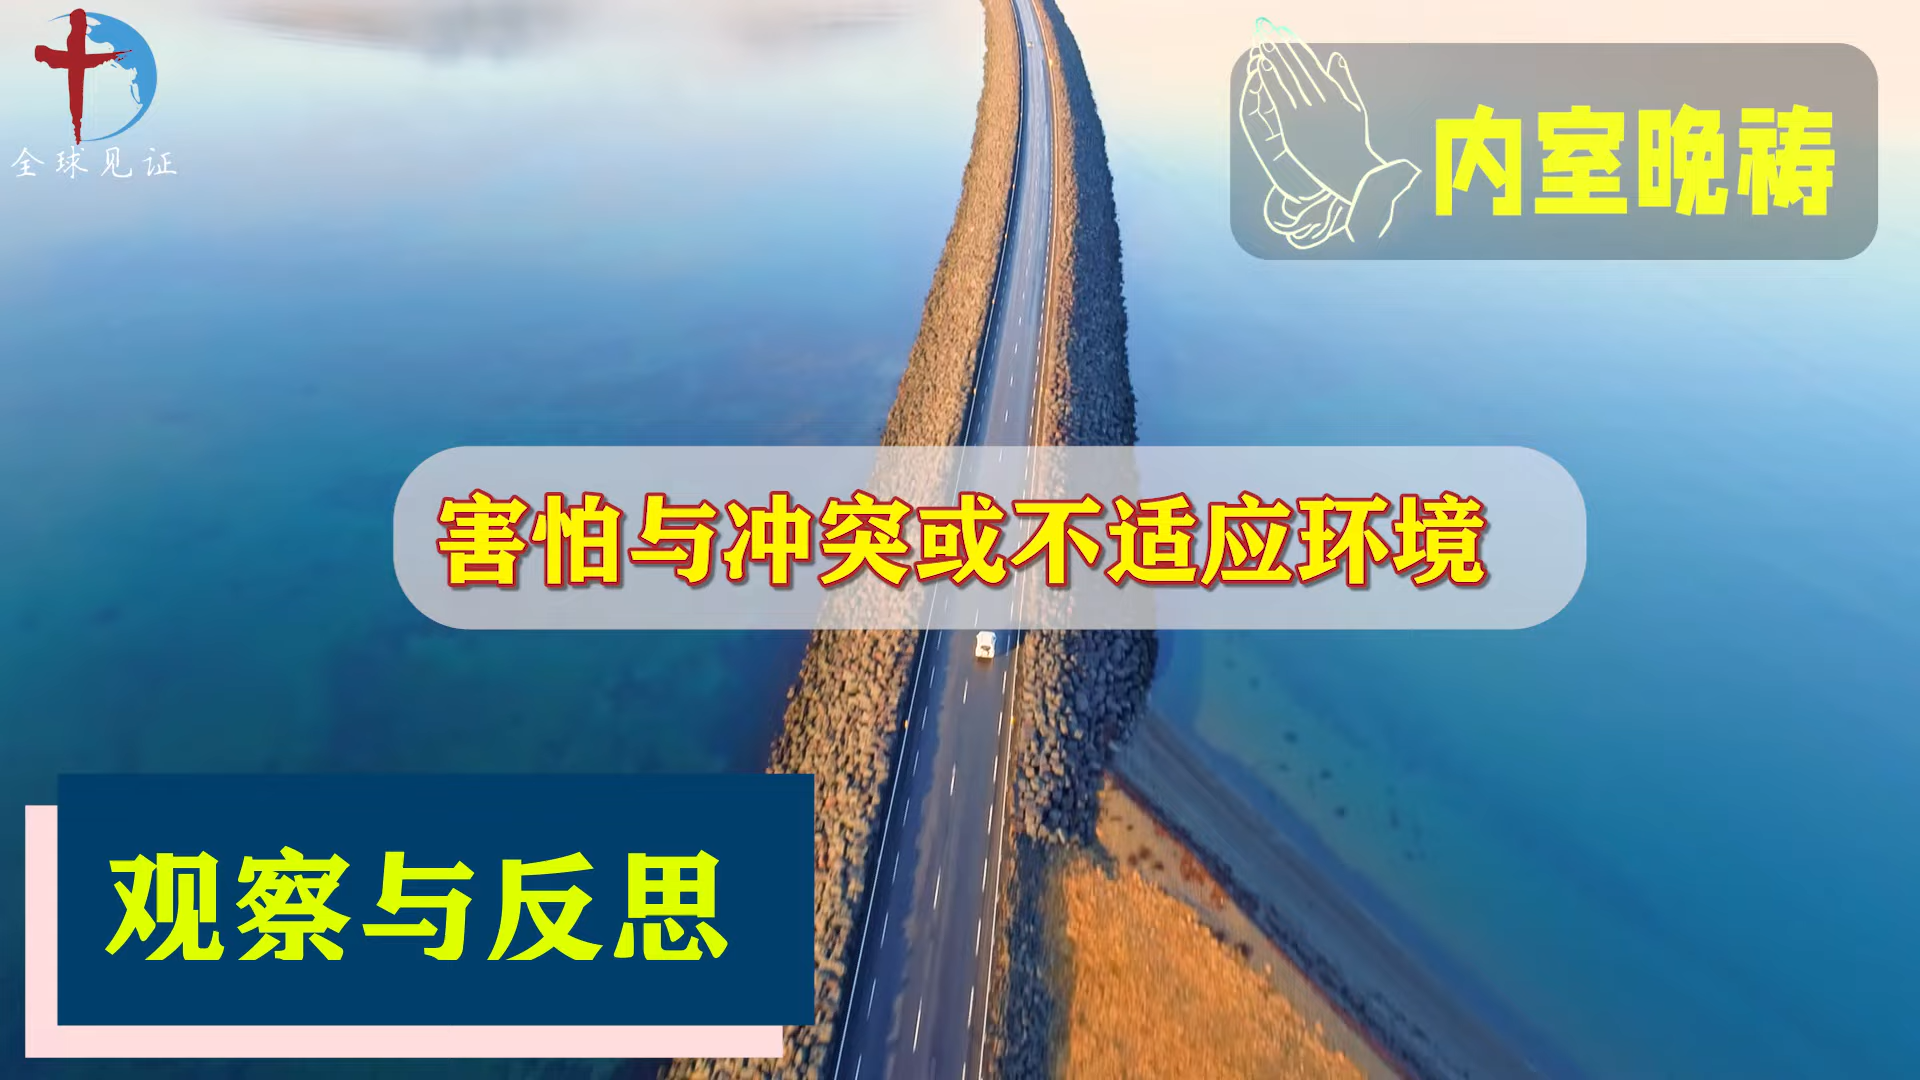 全球见证
内室晚祷
害怕与冲突或不适应环境
观察与反思